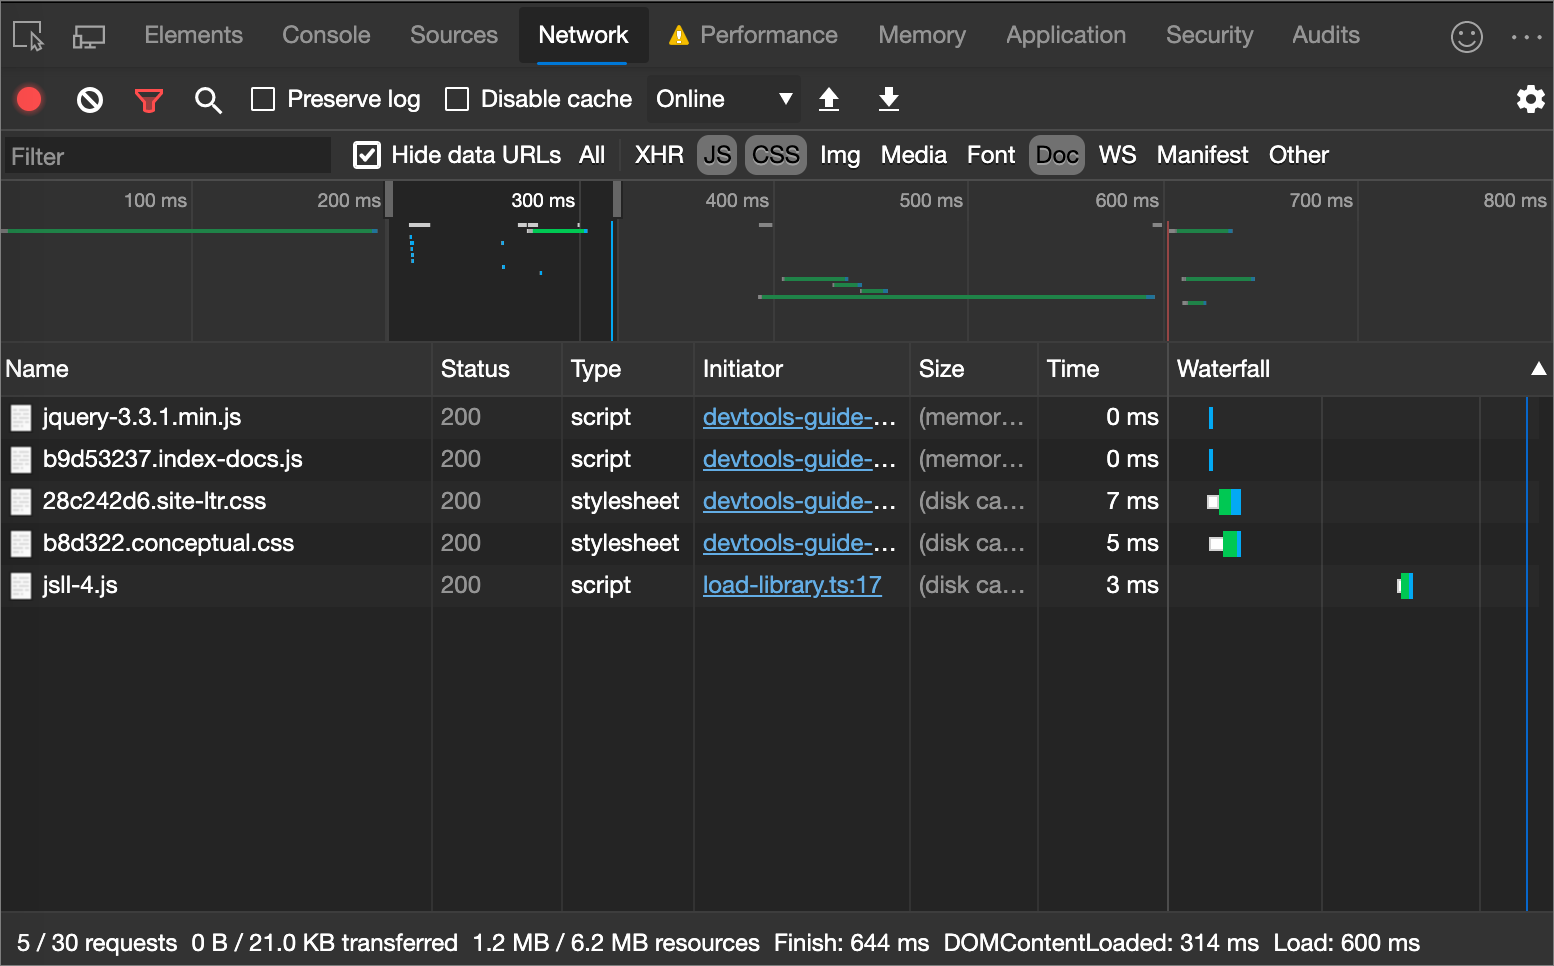 Elements Console Sources Network Performance Memory Application Security Audits
Preserve log Disable cache Online
Filter Hide data URLs All XHR JS CSS Img Media Font Doc WS Manifest Other
100 ms 200 ms 300 ms 400 ms 500 ms 600 ms 700 ms 800 ms
Name Status Type Initiator Size Time Waterfall
jquery-3.3.1.min.js 200 script devtools-guide-... (memor... 0 ms
b9d53237.index-docs.js 200 script devtools-guide-... (memor... 0 ms
28c242d6.site-ltr.css 200 stylesheet devtools-guide-... (disk ca... 7 ms
b8d322.conceptual.css 200 stylesheet devtools-guide-... (disk ca... 5 ms
jsll-4.js 200 script load-library.ts:17 (disk ca... 3 ms
5 / 30 requests 0 B / 21.0 KB transferred 1.2 MB / 6.2 MB resources Finish: 644 ms DOMContentLoaded: 314 ms Load: 600 ms